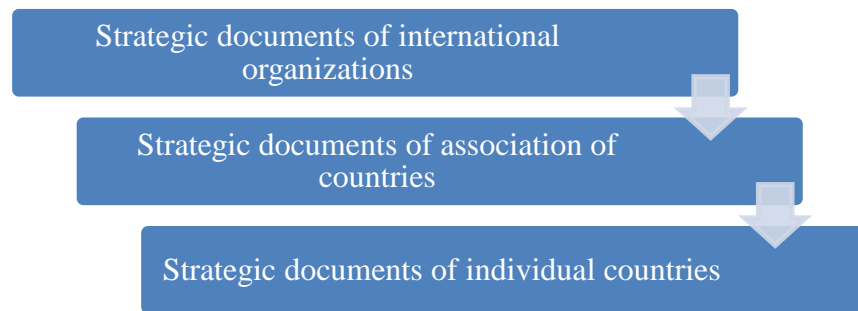 Strategic documents of international
organizations
Strategic documents of association of
countries
Strategic documents of individual countries